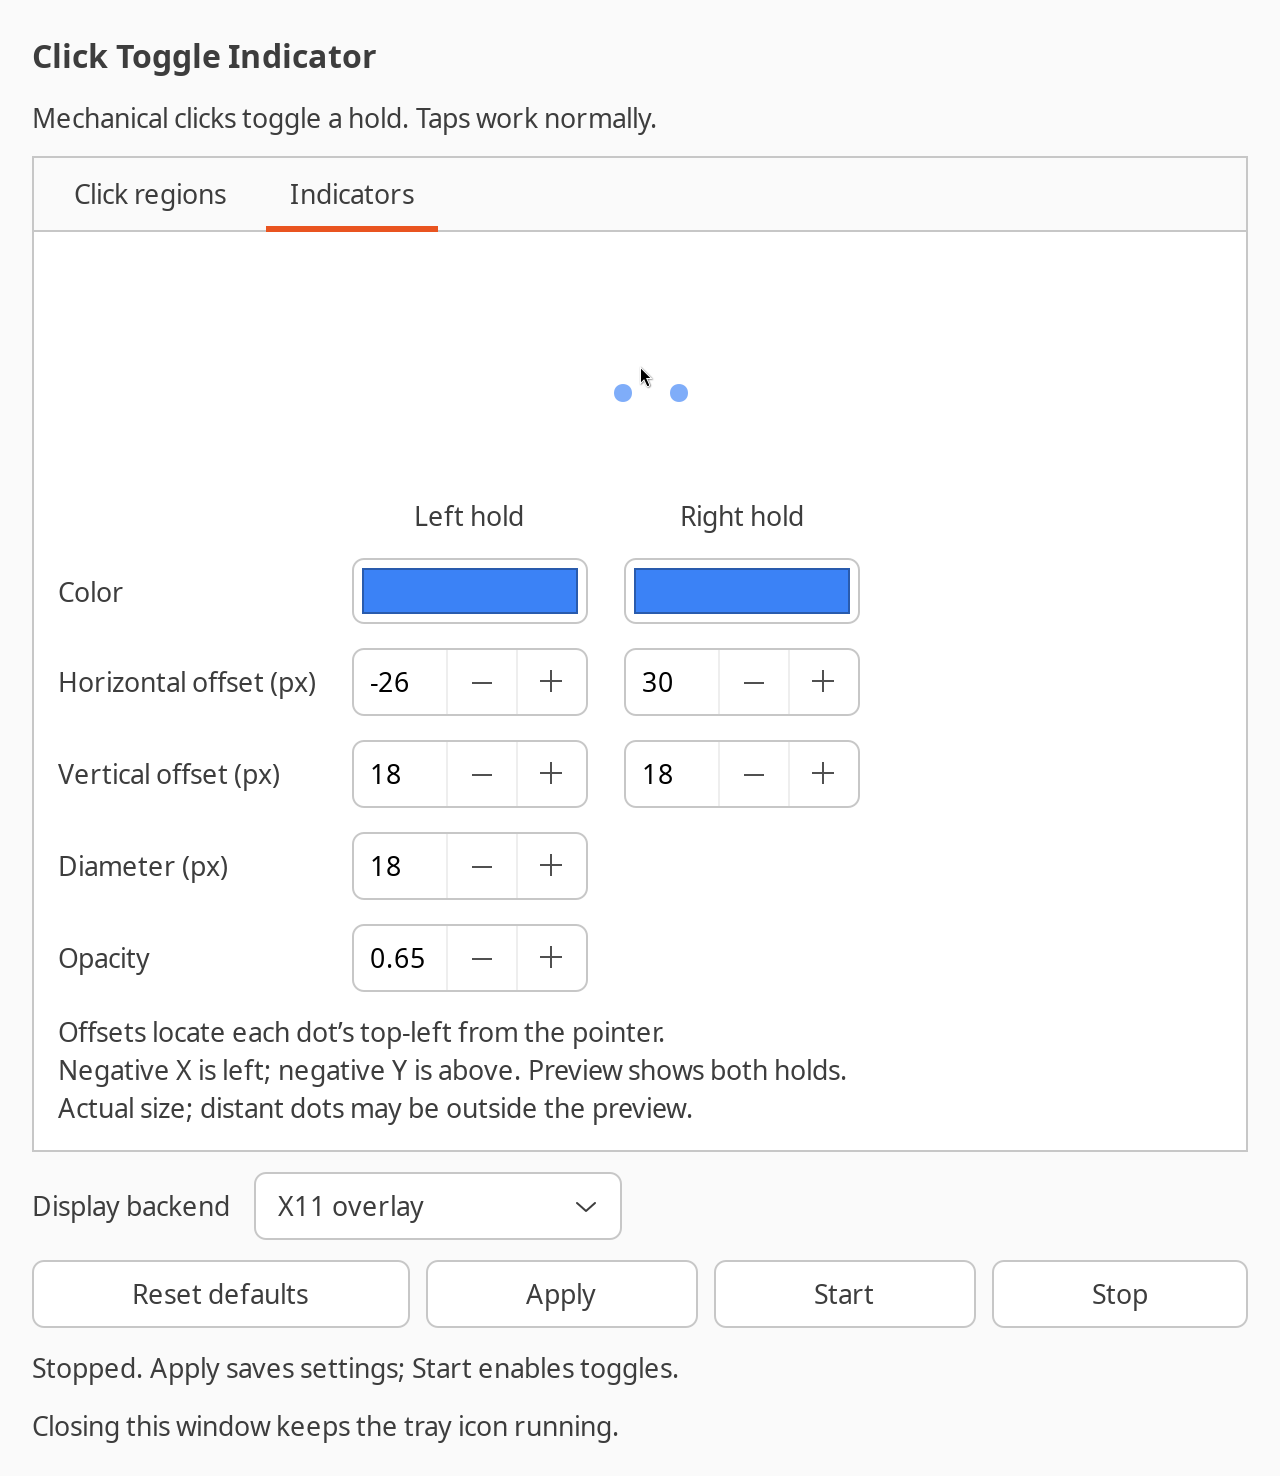 Click Toggle Indicator
Mechanical clicks toggle a hold. Taps work normally.
Click regions Indicators
Left hold Right hold
Color
Horizontal offset (px) -26 30
Vertical offset (px) 18 18
Diameter (px) 18
Opacity 0.65
Offsets locate each dot’s top-left from the pointer.
Negative X is left; negative Y is above. Preview shows both holds.
Actual size; distant dots may be outside the preview.
Display backend X11 overlay
Reset defaults Apply Start Stop
Stopped. Apply saves settings; Start enables toggles.
Closing this window keeps the tray icon running.